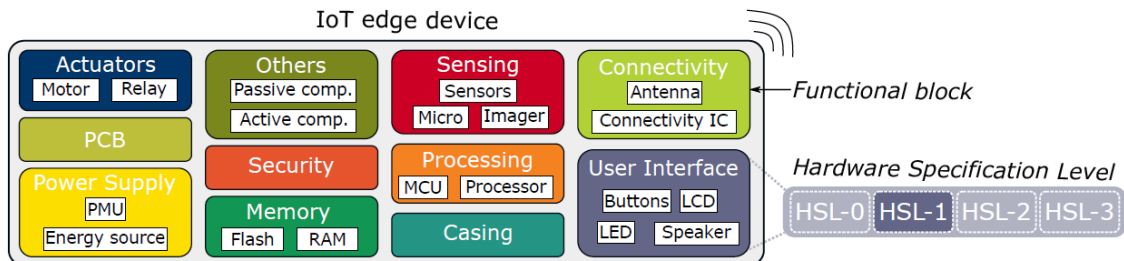 IoT edge device
Actuators
Motor Relay
PCB
Power Supply
PMU
Energy source
Others
Passive comp.
Active comp.
Security
Memory
Flash RAM
Sensing
Sensors
Micro Imager
Processing
MCU Processor
Casing
Connectivity
Antenna
Connectivity IC
User Interface
Buttons LCD
LED Speaker
Functional block
Hardware Specification Level
HSL-0 HSL-1 HSL-2 HSL-3